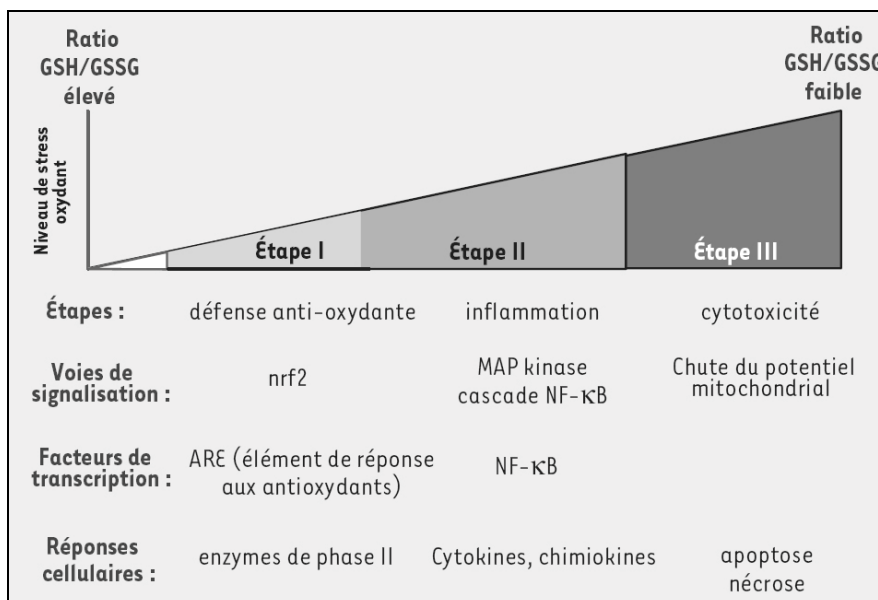 Ratio
GSH/GSSG
élevé
Ratio
GSH/GSSG
faible
Niveau de stress
oxydant
Étape I
Étape II
Étape III
Étapes :
défense anti-oxydante
inflammation
cytotoxicité
Voies de
signalisation :
nrf2
MAP kinase
cascade NF-κB
Chute du potentiel
mitochondrial
Facteurs de
transcription :
ARE (élément de réponse
aux antioxydants)
NF-κB
Réponses
cellulaires :
enzymes de phase II
Cytokines, chimiokines
apoptose
nécrose